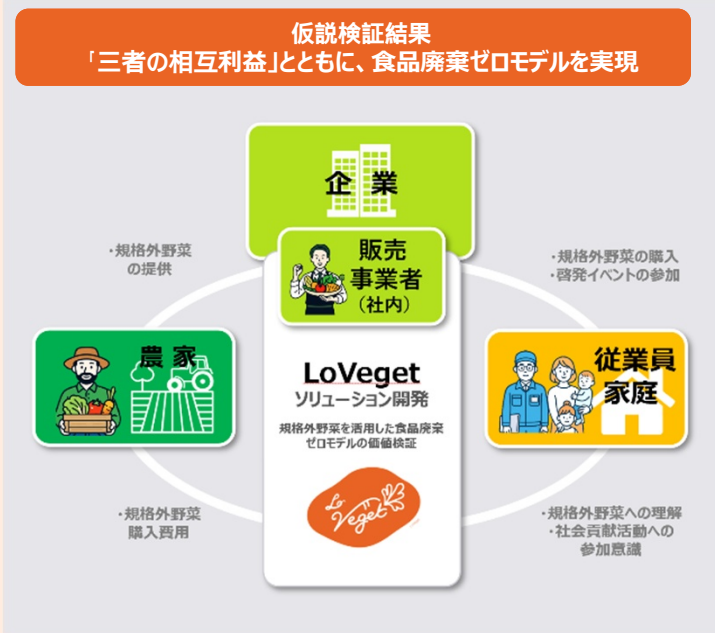 仮説検証結果
「三者の相互利益」とともに、食品廃棄ゼロモデルを実現
企業
販売
事業者
（社内）
・規格外野菜
の提供
・規格外野菜の購入
・啓発イベントの参加
農家
従業員
家庭
LoVeget
ソリューション開発
規格外野菜を活用した食品廃棄
ゼロモデルの価値検証
Lo
Veget
・規格外野菜
購入費用
・規格外野菜への理解
・社会貢献活動への
参加意識